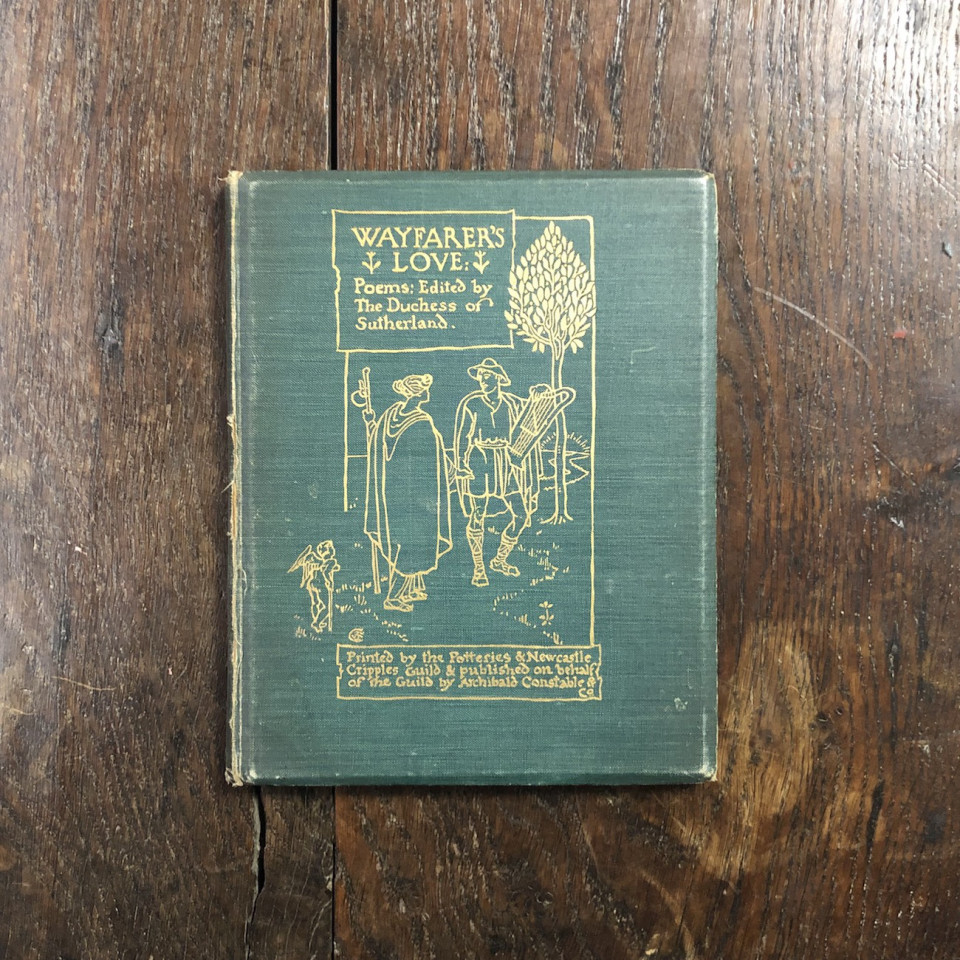 WAYFARER'S
LOVE:
Poems: Edited by
The Duchess of
Sutherland.
Printed by the Potteries & Newcastle
Cripples Guild & published on behalf
of the Guild by Archibald Constable &
Co